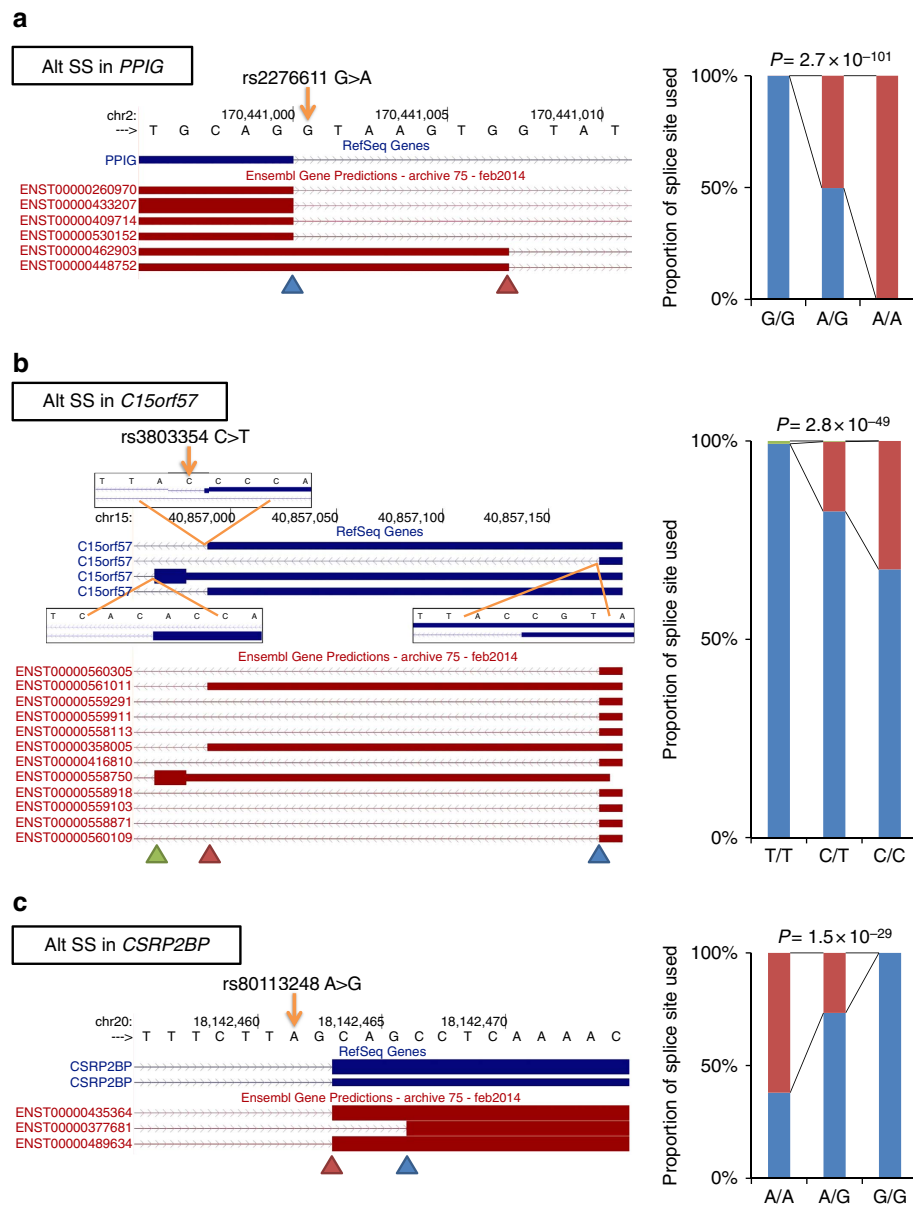 a
Alt SS in PPIG
rs2276611 G>A
chr2: 170,441,000 170,441,005 170,441,010
---> T G C A G G T A A G T G G T A T
RefSeq Genes
PPIG
Ensembl Gene Predictions - archive 75 - feb2014
ENST00000260970
ENST00000433207
ENST00000409714
ENST00000530152
ENST00000462903
ENST00000448752
P= 2.7 × 10⁻¹⁰¹
Proportion of splice site used
100%
50%
0%
G/G A/G A/A
b
Alt SS in C15orf57
rs3803354 C>T
T T A C C C C A
chr15: 40,857,000 40,857,050 40,857,100 40,857,150
RefSeq Genes
C15orf57
C15orf57
C15orf57
C15orf57
T C A C A C C A
T T A C C G T A
Ensembl Gene Predictions - archive 75 - feb2014
ENST00000560305
ENST00000561011
ENST00000559291
ENST00000559911
ENST00000558113
ENST00000358005
ENST00000416810
ENST00000558750
ENST00000558918
ENST00000559103
ENST00000558871
ENST00000560109
P= 2.8 × 10⁻⁴⁹
Proportion of splice site used
100%
50%
0%
T/T C/T C/C
c
Alt SS in CSRP2BP
rs80113248 A>G
chr20: 18,142,460 18,142,465 18,142,470
---> T T T C T T A G C A G C C T C A A A A C
RefSeq Genes
CSRP2BP
CSRP2BP
Ensembl Gene Predictions - archive 75 - feb2014
ENST00000435364
ENST00000377681
ENST00000489634
P= 1.5 × 10⁻²⁹
Proportion of splice site used
100%
50%
0%
A/A A/G G/G